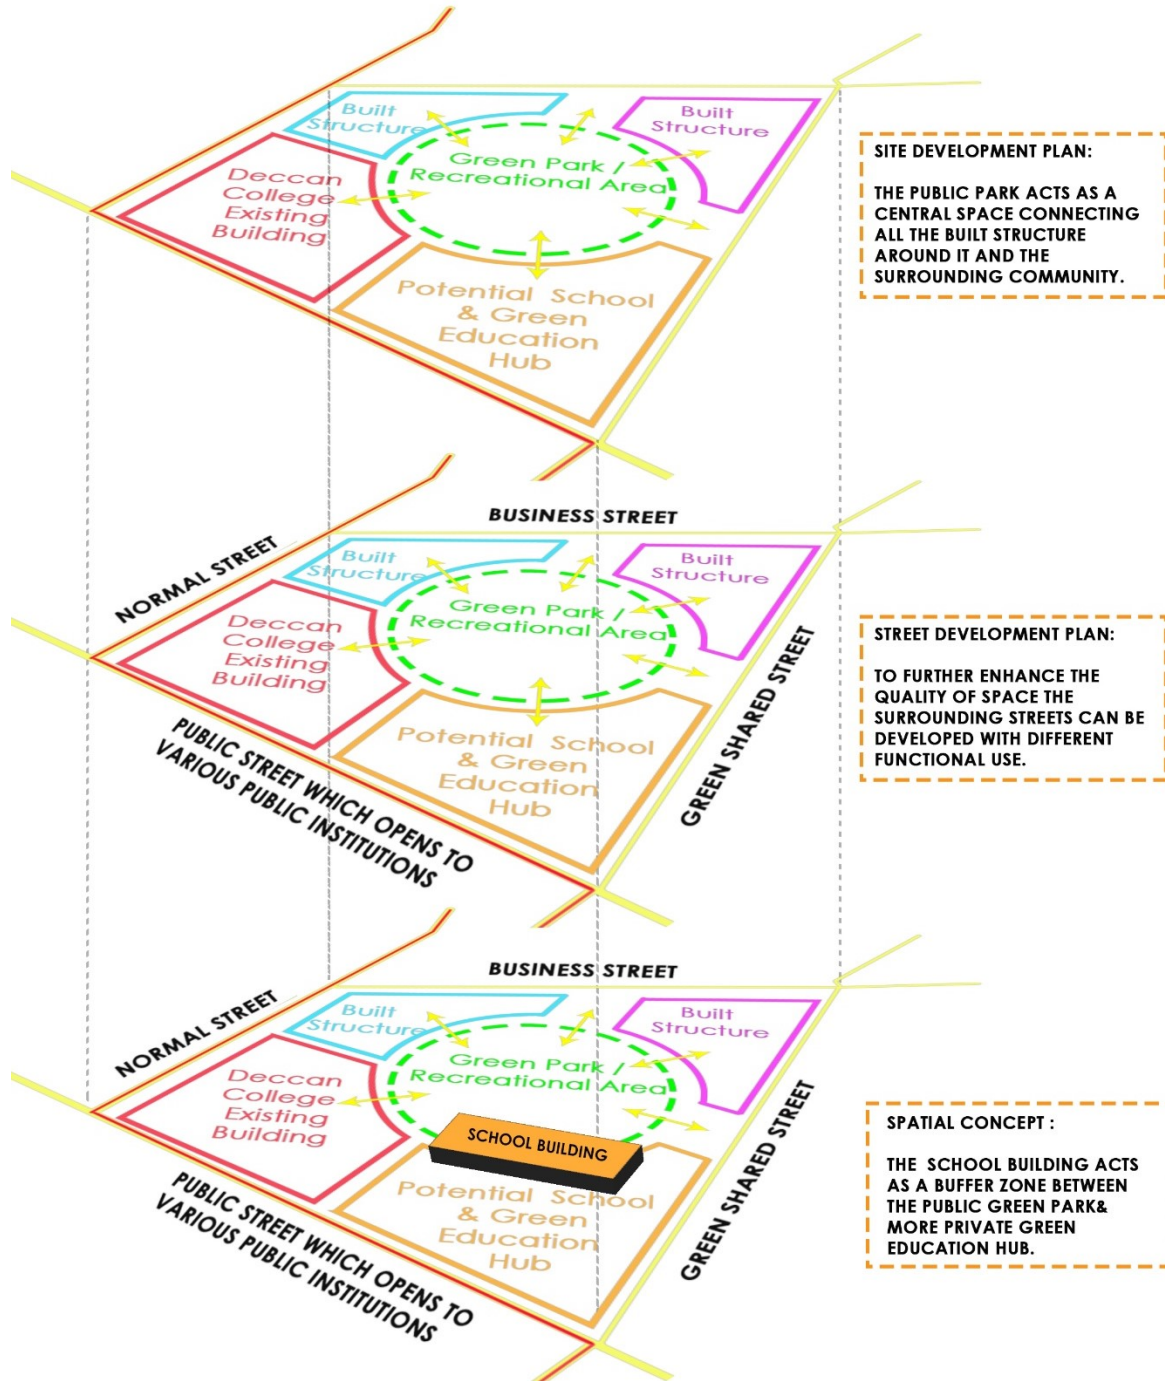 Built
Structure
Built
Structure
Green Park /
Recreational Area
Deccan
College
Existing
Building
Potential School
& Green
Education
Hub
SITE DEVELOPMENT PLAN:
THE PUBLIC PARK ACTS AS A
CENTRAL SPACE CONNECTING
ALL THE BUILT STRUCTURE
AROUND IT AND THE
SURROUNDING COMMUNITY.
BUSINESS STREET
NORMAL STREET
Built
Structure
Built
Structure
Green Park /
Recreational Area
Deccan
College
Existing
Building
Potential School
& Green
Education
Hub
PUBLIC STREET WHICH OPENS TO
VARIOUS PUBLIC INSTITUTIONS
GREEN SHARED STREET
STREET DEVELOPMENT PLAN:
TO FURTHER ENHANCE THE
QUALITY OF SPACE THE
SURROUNDING STREETS CAN BE
DEVELOPED WITH DIFFERENT
FUNCTIONAL USE.
BUSINESS STREET
NORMAL STREET
Built
Structure
Built
Structure
Green Park /
Recreational Area
Deccan
College
Existing
Building
SCHOOL BUILDING
Potential School
& Green
Education
Hub
PUBLIC STREET WHICH OPENS TO
VARIOUS PUBLIC INSTITUTIONS
GREEN SHARED STREET
SPATIAL CONCEPT :
THE SCHOOL BUILDING ACTS
AS A BUFFER ZONE BETWEEN
THE PUBLIC GREEN PARK&
MORE PRIVATE GREEN
EDUCATION HUB.